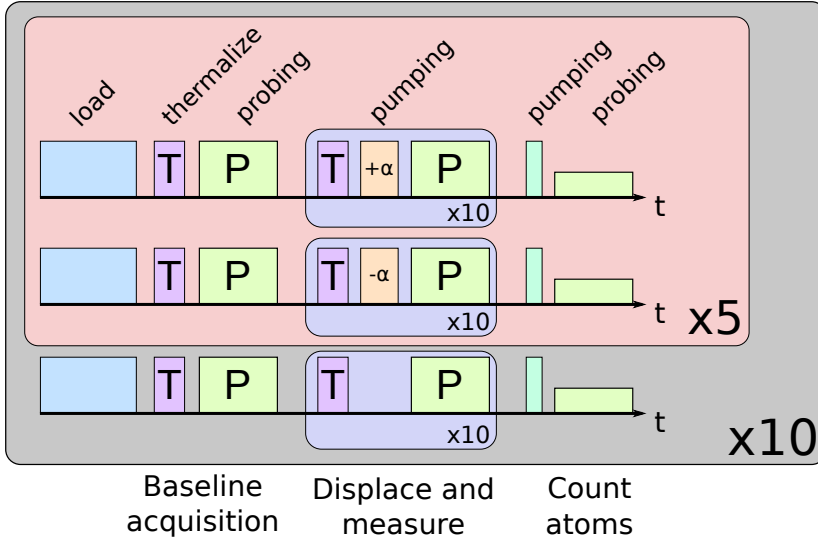 load
thermalize
probing
pumping
pumping
probing
T
P
T
+α
P
x10
t
T
P
T
-α
P
x10
t
x5
T
P
T
P
x10
t
x10
Baseline
acquisition
Displace and
measure
Count
atoms